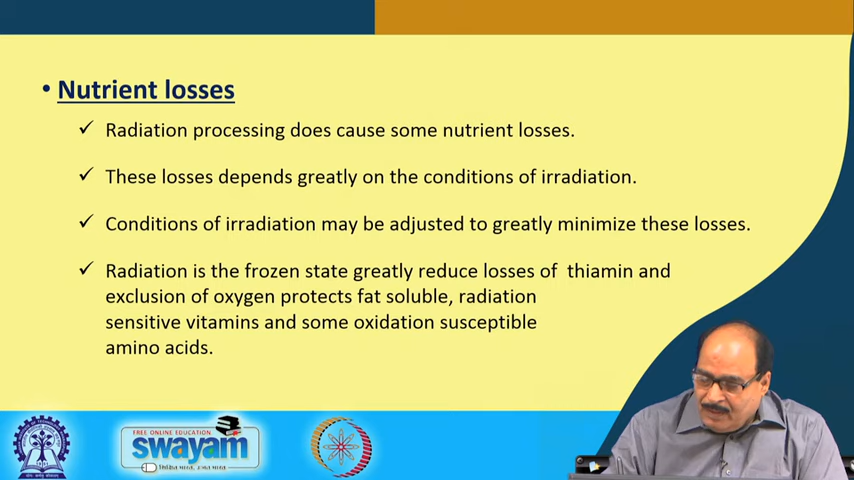 • Nutrient losses
✓ Radiation processing does cause some nutrient losses.
✓ These losses depends greatly on the conditions of irradiation.
✓ Conditions of irradiation may be adjusted to greatly minimize these losses.
✓ Radiation is the frozen state greatly reduce losses of thiamin and
exclusion of oxygen protects fat soluble, radiation
sensitive vitamins and some oxidation susceptible
amino acids.
FREE ONLINE EDUCATION
swayam